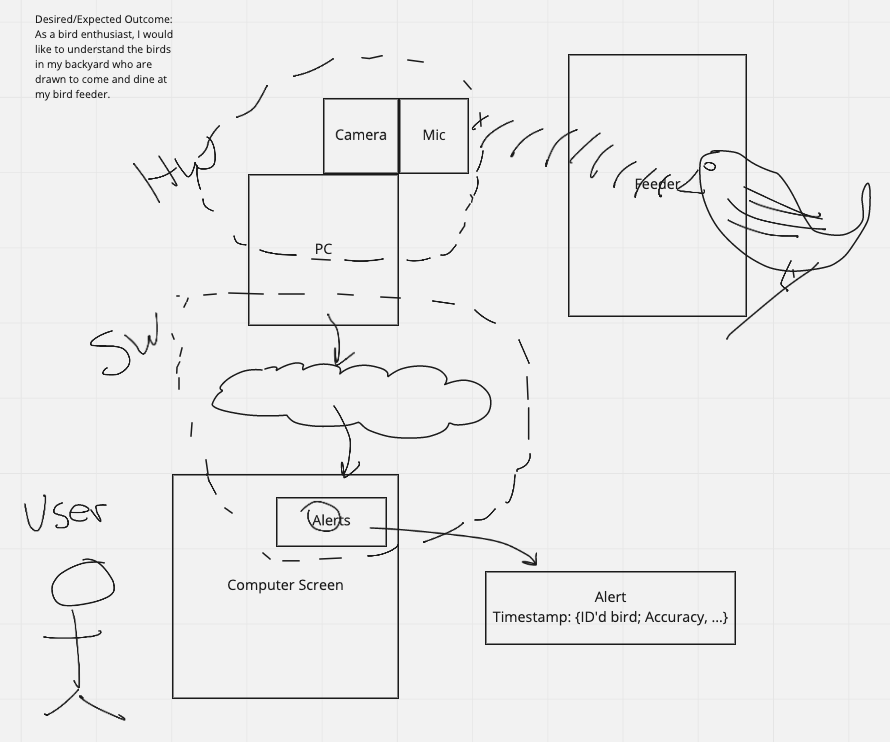 Desired/Expected Outcome:
As a bird enthusiast, I would
like to understand the birds
in my backyard who are
drawn to come and dine at
my bird feeder.
HW
Camera
Mic
Feeder
PC
SW
User
Alerts
Computer Screen
Alert
Timestamp: {ID'd bird; Accuracy, ...}